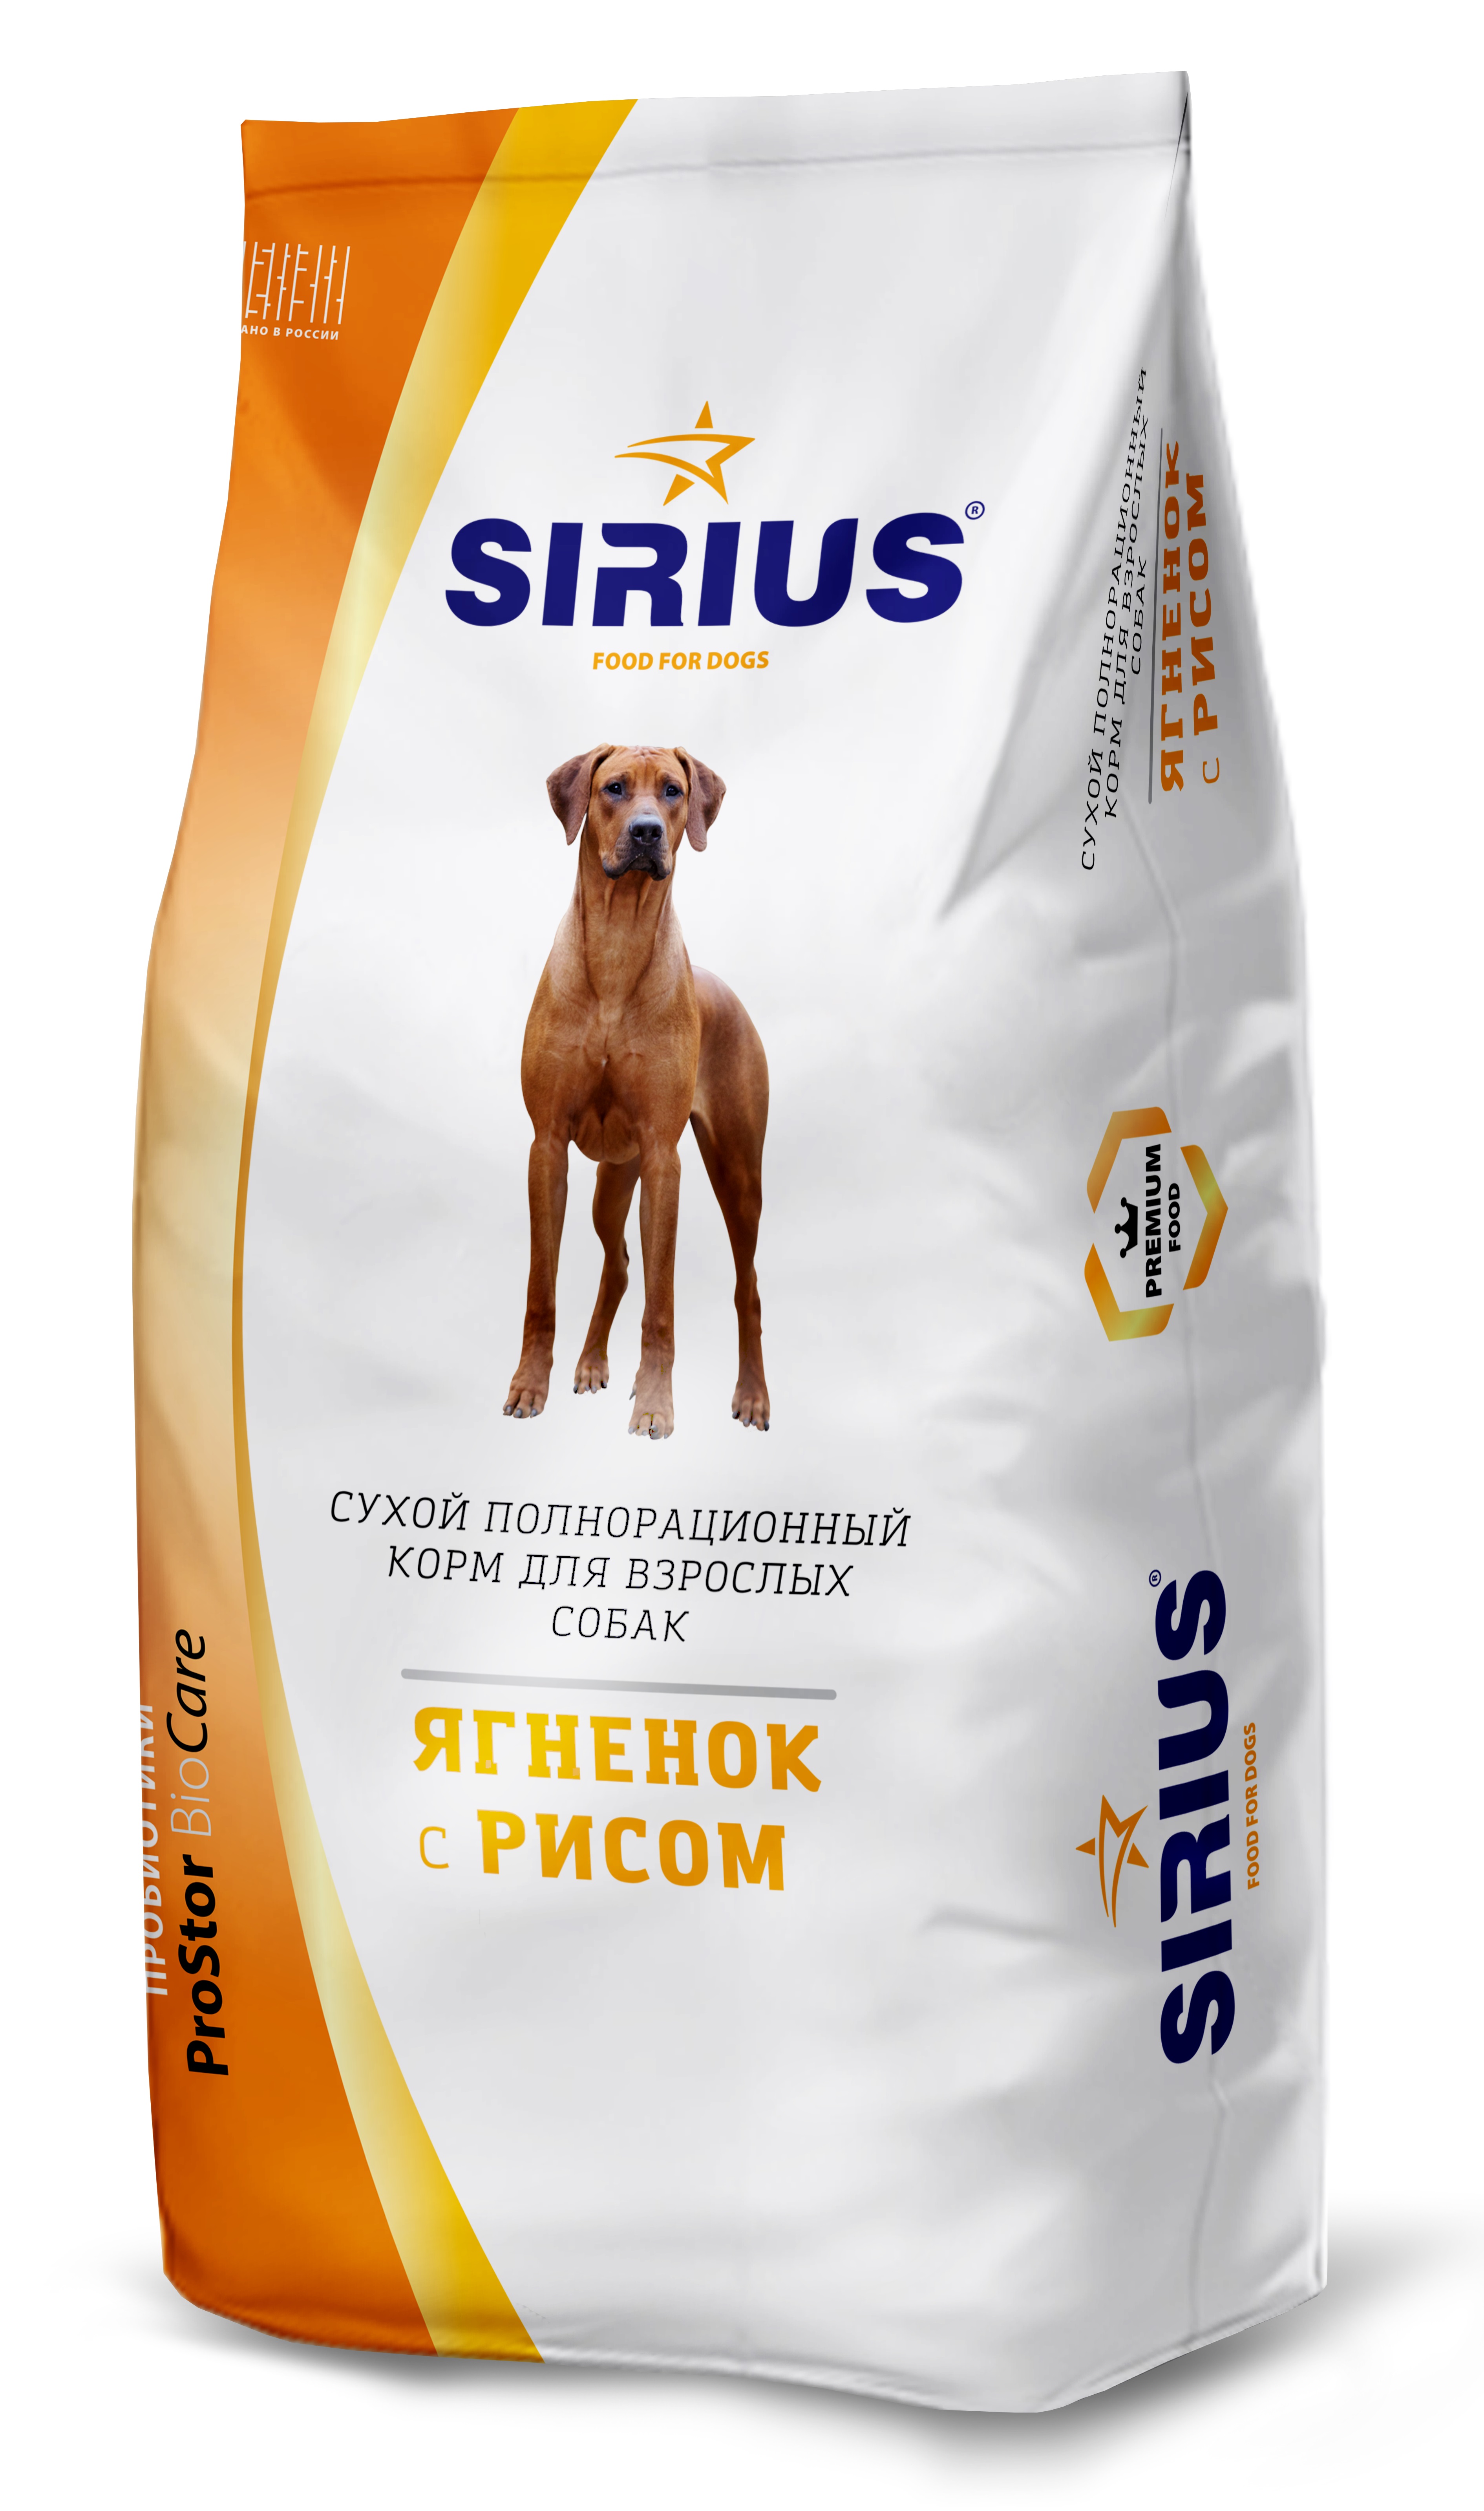 АНО В РОССИИ
SIRIUS®
FOOD FOR DOGS
СУХОЙ ПОЛНОРАЦИОННЫЙ
КОРМ ДЛЯ ВЗРОСЛЫХ
СОБАК
ЯГНЕНОК
С РИСОМ
ПРОБИОТИКИ
ProStor BioCare
СУХОЙ ПОЛНОРАЦИОННЫЙ
КОРМ ДЛЯ ВЗРОСЛЫХ
СОБАК
ЯГНЕНОК
С РИСОМ
PREMIUM
FOOD
SIRIUS®
FOOD FOR DOGS